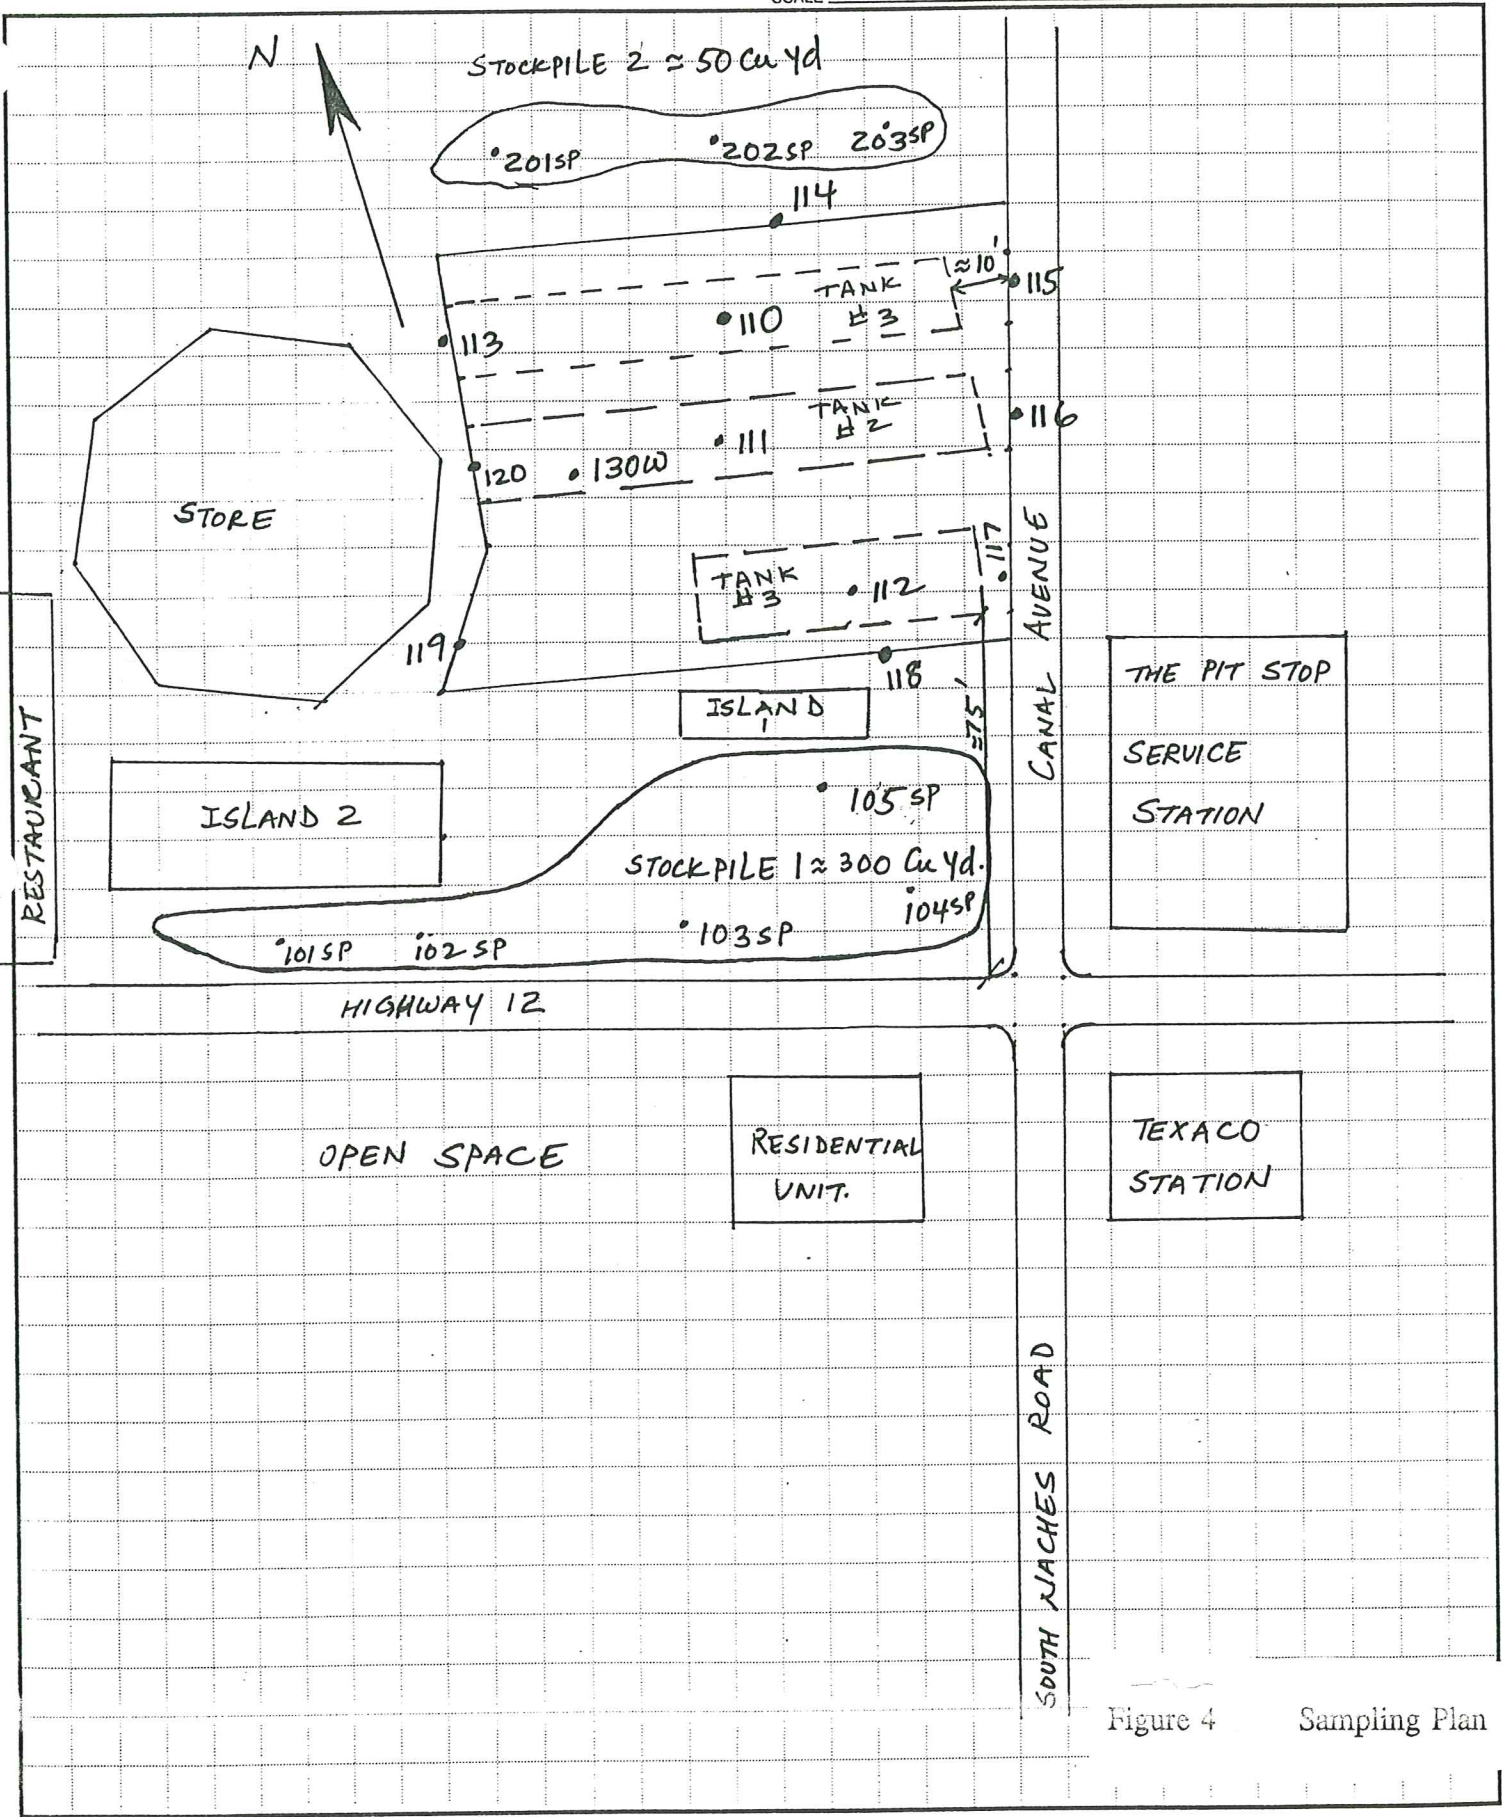 N
STOCKPILE 2 ≈ 50 Cu Yd
201SP
202SP
203SP
114
≈10'
TANK
#3
115
110
113
TANK
#2
116
111
120
130W
STORE
117
TANK
#3
112
119
118
ISLAND
1
≈75'
CANAL AVENUE
THE PIT STOP
SERVICE
STATION
RESTAURANT
ISLAND 2
105SP
STOCKPILE 1 ≈ 300 Cu Yd.
104SP
103SP
101SP
102SP
HIGHWAY 12
OPEN SPACE
RESIDENTIAL
UNIT.
TEXACO
STATION
SOUTH NACHES ROAD
Figure 4 Sampling Plan